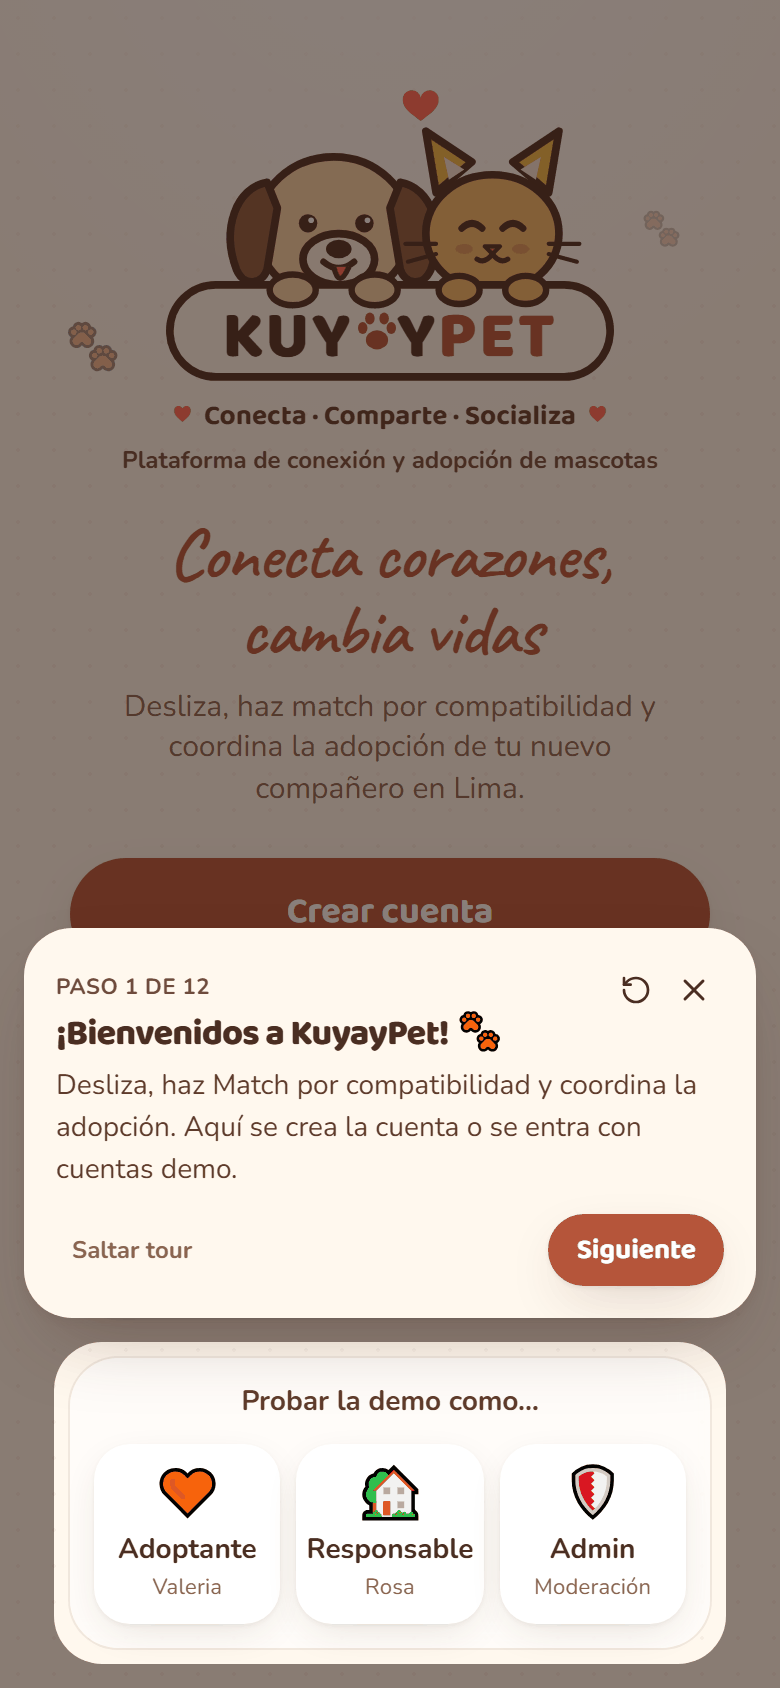 KUYAYPET
Conecta · Comparte · Socializa
Plataforma de conexión y adopción de mascotas
Conecta corazones,
cambia vidas
Desliza, haz match por compatibilidad y
coordina la adopción de tu nuevo
compañero en Lima.
Crear cuenta
PASO 1 DE 12
¡Bienvenidos a KuyayPet!
Desliza, haz Match por compatibilidad y coordina la
adopción. Aquí se crea la cuenta o se entra con
cuentas demo.
Saltar tour
Siguiente
Probar la demo como...
Adoptante
Valeria
Responsable
Rosa
Admin
Moderación